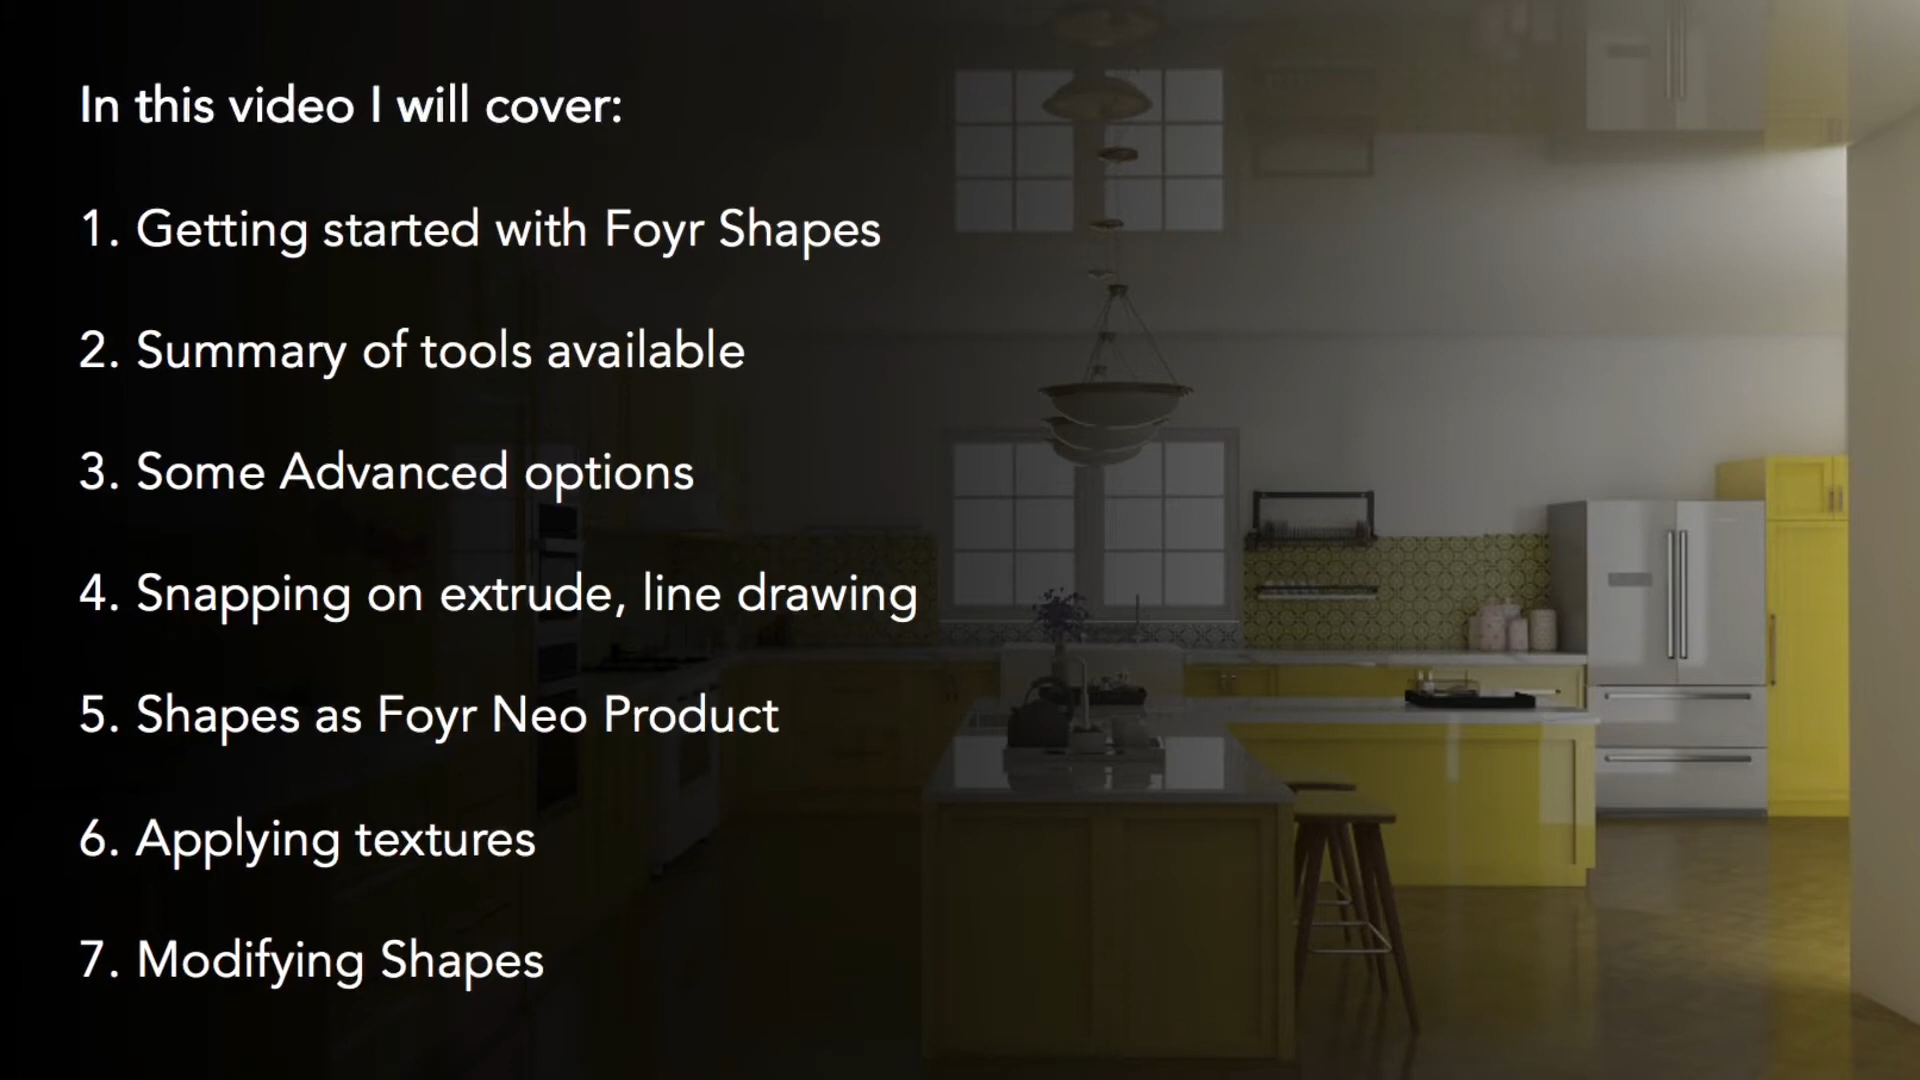 In this video I will cover:
1. Getting started with Foyr Shapes
2. Summary of tools available
3. Some Advanced options
4. Snapping on extrude, line drawing
5. Shapes as Foyr Neo Product
6. Applying textures
7. Modifying Shapes